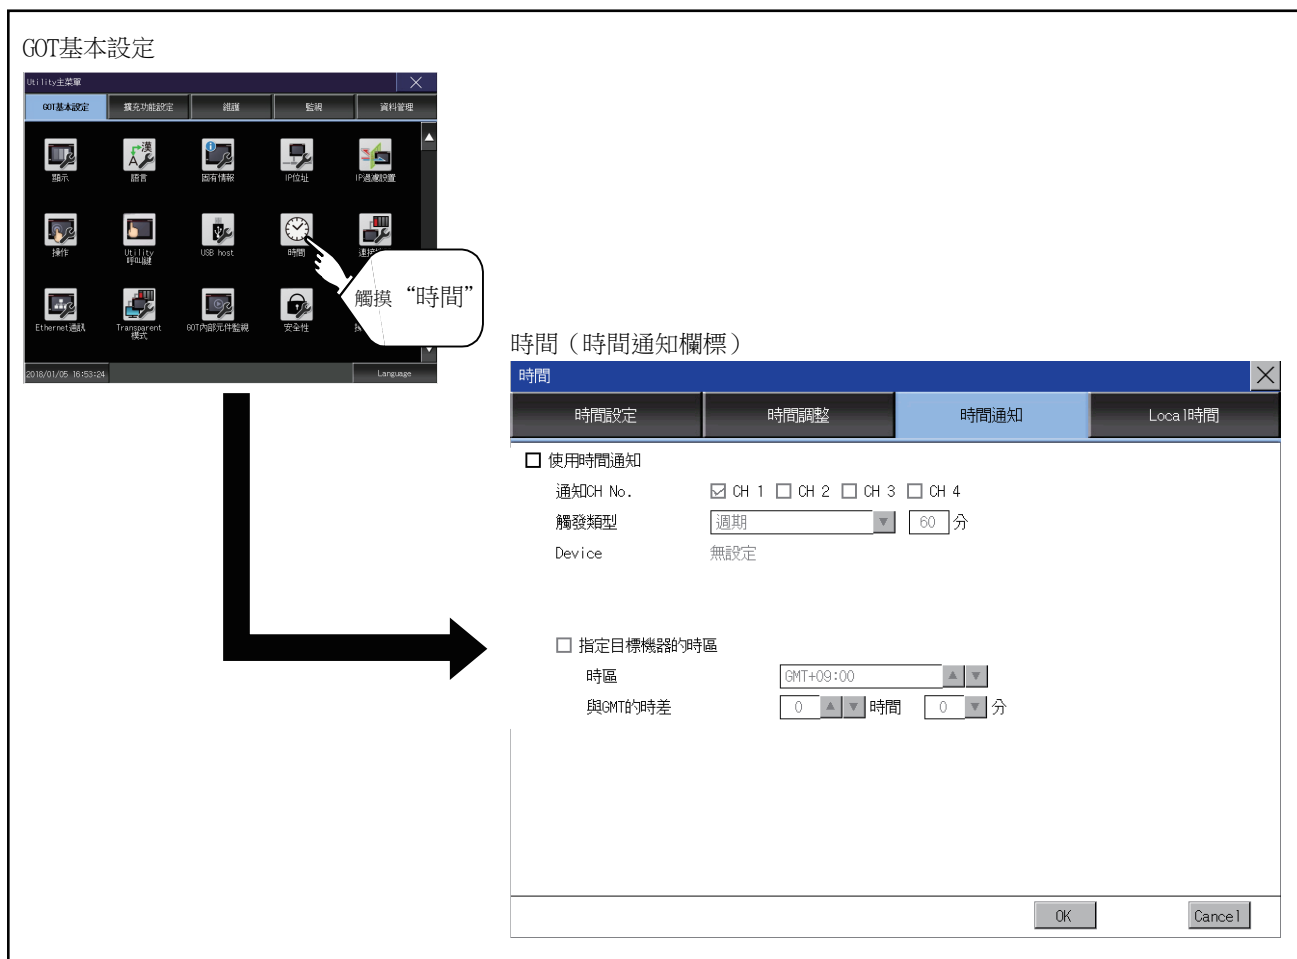 GOT基本設定
Utility主菜單
GOT基本設定 擴充功能設定 維護 監視 資料管理
顯示 語言 固有情報 IP位址 IP過濾設置
操作 Utility 呼叫鍵 USB host 時間
Ethernet通訊 Transparent 模式 GOT內部元件監視 安全性
觸摸“時間”
2018/01/05 16:53:24 Language
時間（時間通知欄標）
時間
時間設定 時間調整 時間通知 Local時間
使用時間通知
通知CH No. CH 1 CH 2 CH 3 CH 4
觸發類型 週期 60 分
Device 無設定
指定目標機器的時區
時區 GMT+09:00
與GMT的時差 0 時間 0 分
OK Cancel